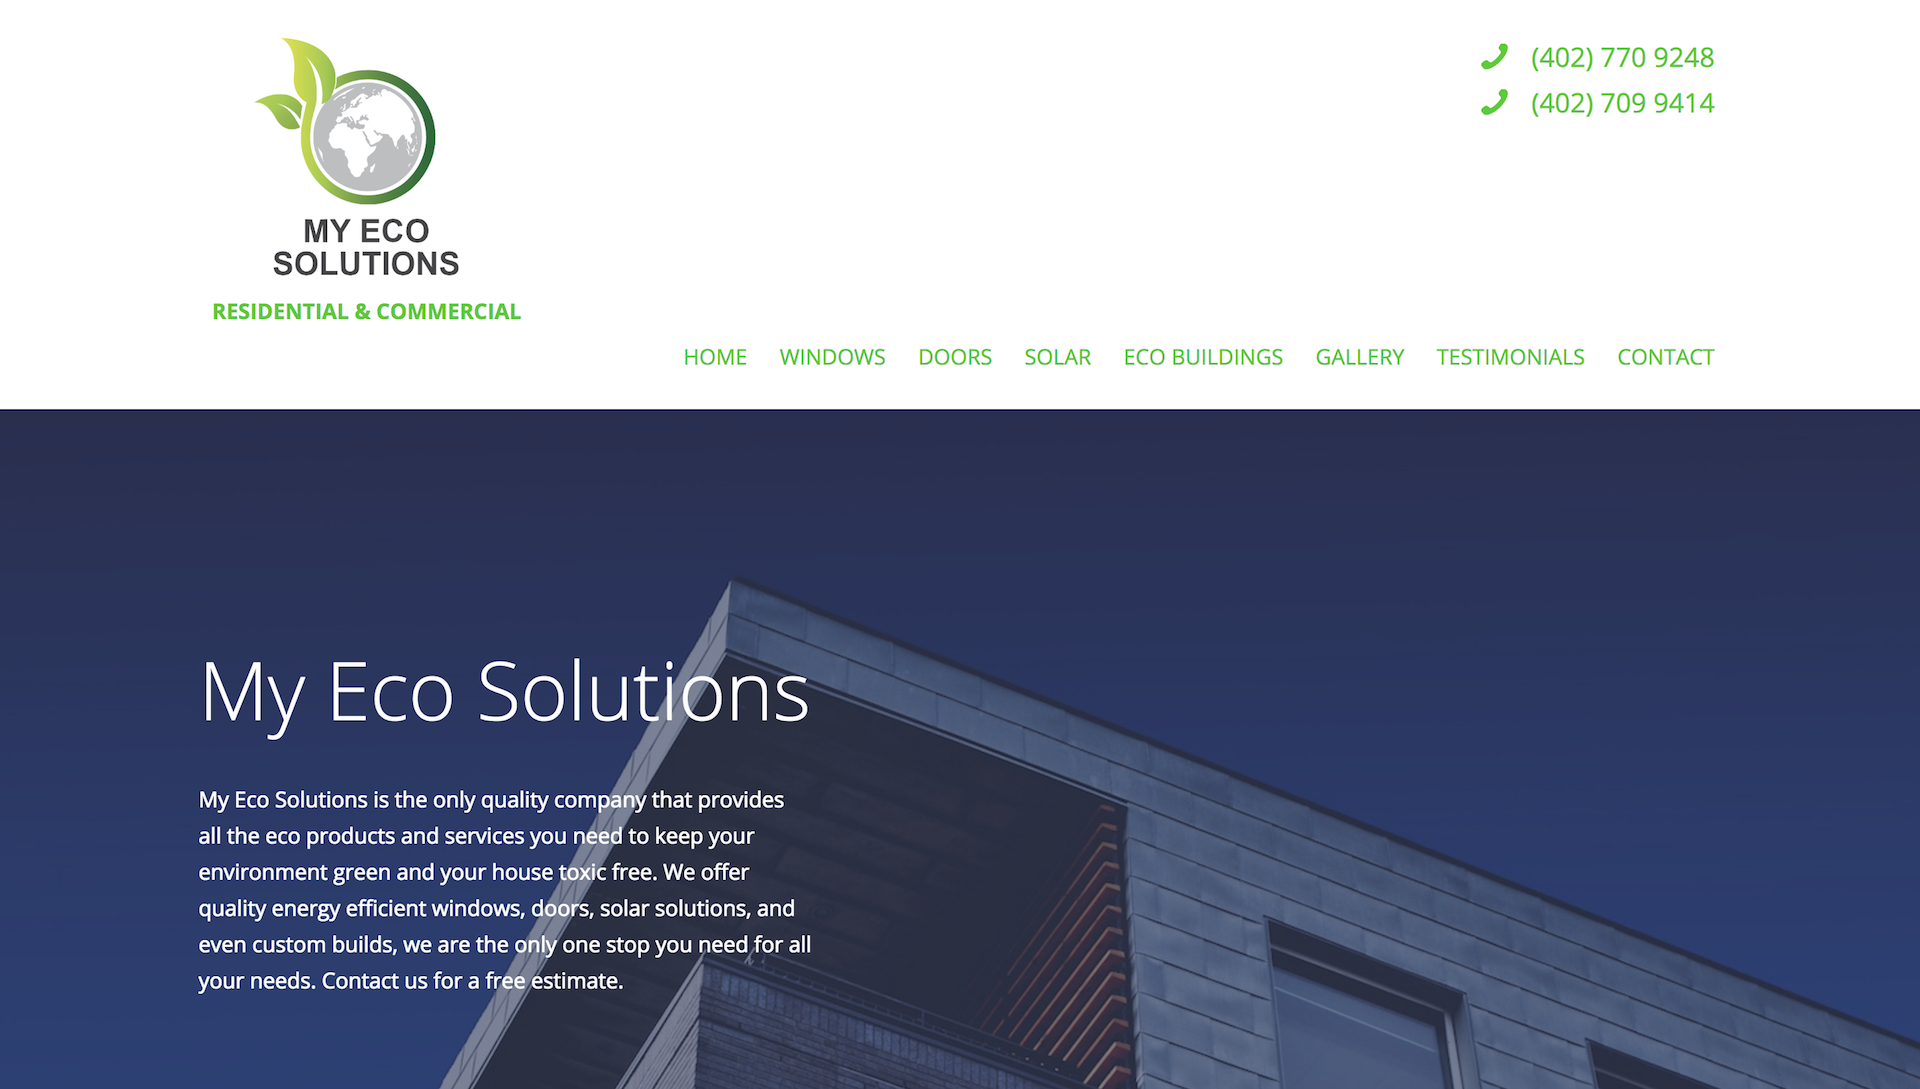 MY ECO
SOLUTIONS
RESIDENTIAL & COMMERCIAL
(402) 770 9248
(402) 709 9414
HOME WINDOWS DOORS SOLAR ECO BUILDINGS GALLERY TESTIMONIALS CONTACT
My Eco Solutions
My Eco Solutions is the only quality company that provides
all the eco products and services you need to keep your
environment green and your house toxic free. We offer
quality energy efficient windows, doors, solar solutions, and
even custom builds, we are the only one stop you need for all
your needs. Contact us for a free estimate.